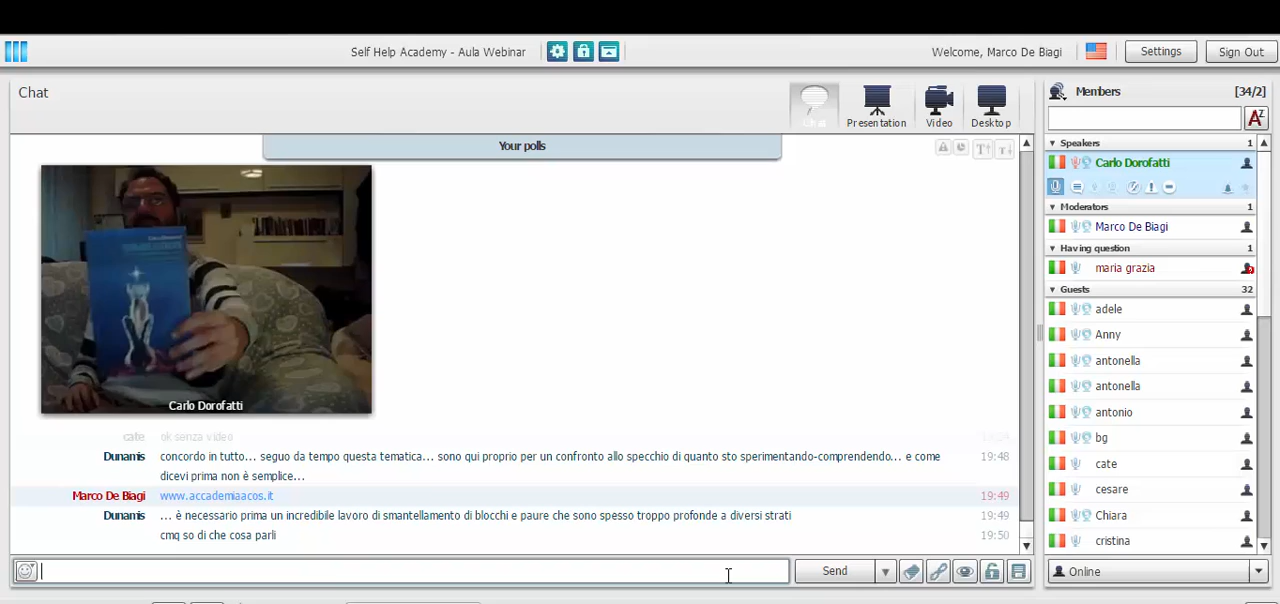 Self Help Academy - Aula Webinar
Welcome, Marco De Biagi
Settings
Sign Out
Chat
Chat
Presentation
Video
Desktop
Members
[34/2]
Your polls
Speakers 1
Carlo Dorofatti
Moderators 1
Marco De Biagi
Having question 1
maria grazia
Guests 32
adele
Anny
antonella
antonella
antonio
bg
cate
cesare
Chiara
cristina
Carlo Dorofatti
cate ok senza video
Dunamis concordo in tutto... seguo da tempo questa tematica... sono qui proprio per un confronto allo specchio di quanto sto sperimentando-comprendendo... e come 19:48
dicevi prima non è semplice...
Marco De Biagi www.accademiaacos.it 19:49
Dunamis ... è necessario prima un incredibile lavoro di smantellamento di blocchi e paure che sono spesso troppo profonde a diversi strati 19:49
cmq so di che cosa parli 19:50
Send
Online